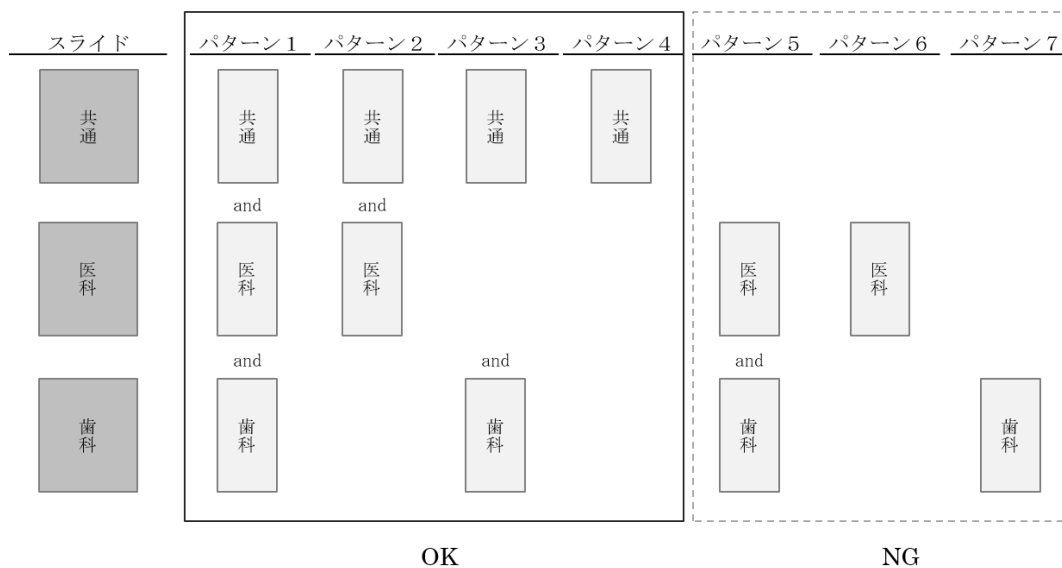 スライド パターン１ パターン２ パターン３ パターン４ パターン５ パターン６ パターン７
共通 共通 共通 共通 共通
and and
医科 医科 医科 医科 医科
and and and
歯科 歯科 歯科 歯科 歯科
OK NG